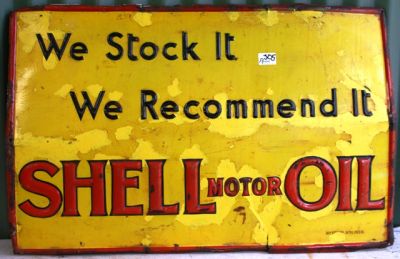 We Stock It
We Recommend It
SHELL MOTOR OIL